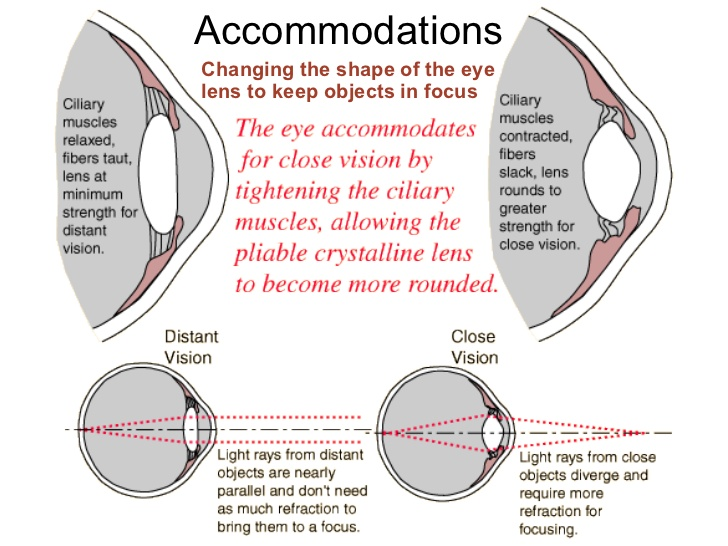 Accommodations
Changing the shape of the eye
lens to keep objects in focus
Ciliary
muscles
relaxed,
fibers taut,
lens at
minimum
strength for
distant
vision.
The eye accommodates
for close vision by
tightening the ciliary
muscles, allowing the
pliable crystalline lens
to become more rounded.
Ciliary
muscles
contracted,
fibers
slack, lens
rounds to
greater
strength for
close vision.
Distant
Vision
Light rays from distant
objects are nearly
parallel and don't need
as much refraction to
bring them to a focus.
Close
Vision
Light rays from close
objects diverge and
require more
refraction for
focusing.